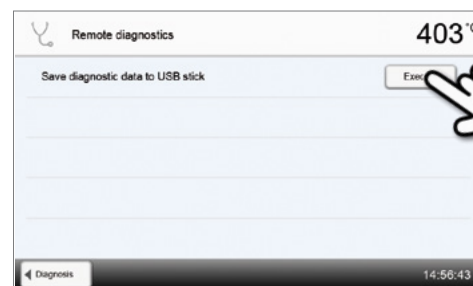 Remote diagnostics
403 °
Save diagnostic data to USB stick
Diagnosis
14:56:43